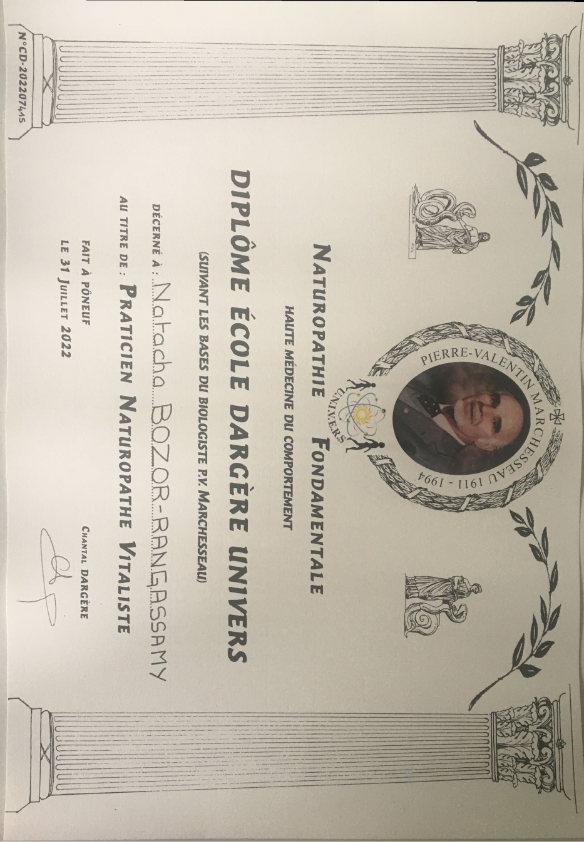 PIERRE-VALENTIN MARCHESSEAU 1911 - 1994
UNIVERS
NATUROPATHIE FONDAMENTALE
HAUTE MÉDECINE DU COMPORTEMENT
DIPLÔME ÉCOLE DARGÈRE UNIVERS
(SUIVANT LES BASES DU BIOLOGISTE P.V. MARCHESSEAU)
DÉCERNÉ À : Natacha BOZOR-RANGASSAMY
AU TITRE DE : PRATICIEN NATUROPATHE VITALISTE
FAIT À PÔNEUF
LE 31 JUILLET 2022
CHANTAL DARGÈRE
N°CD-202207415